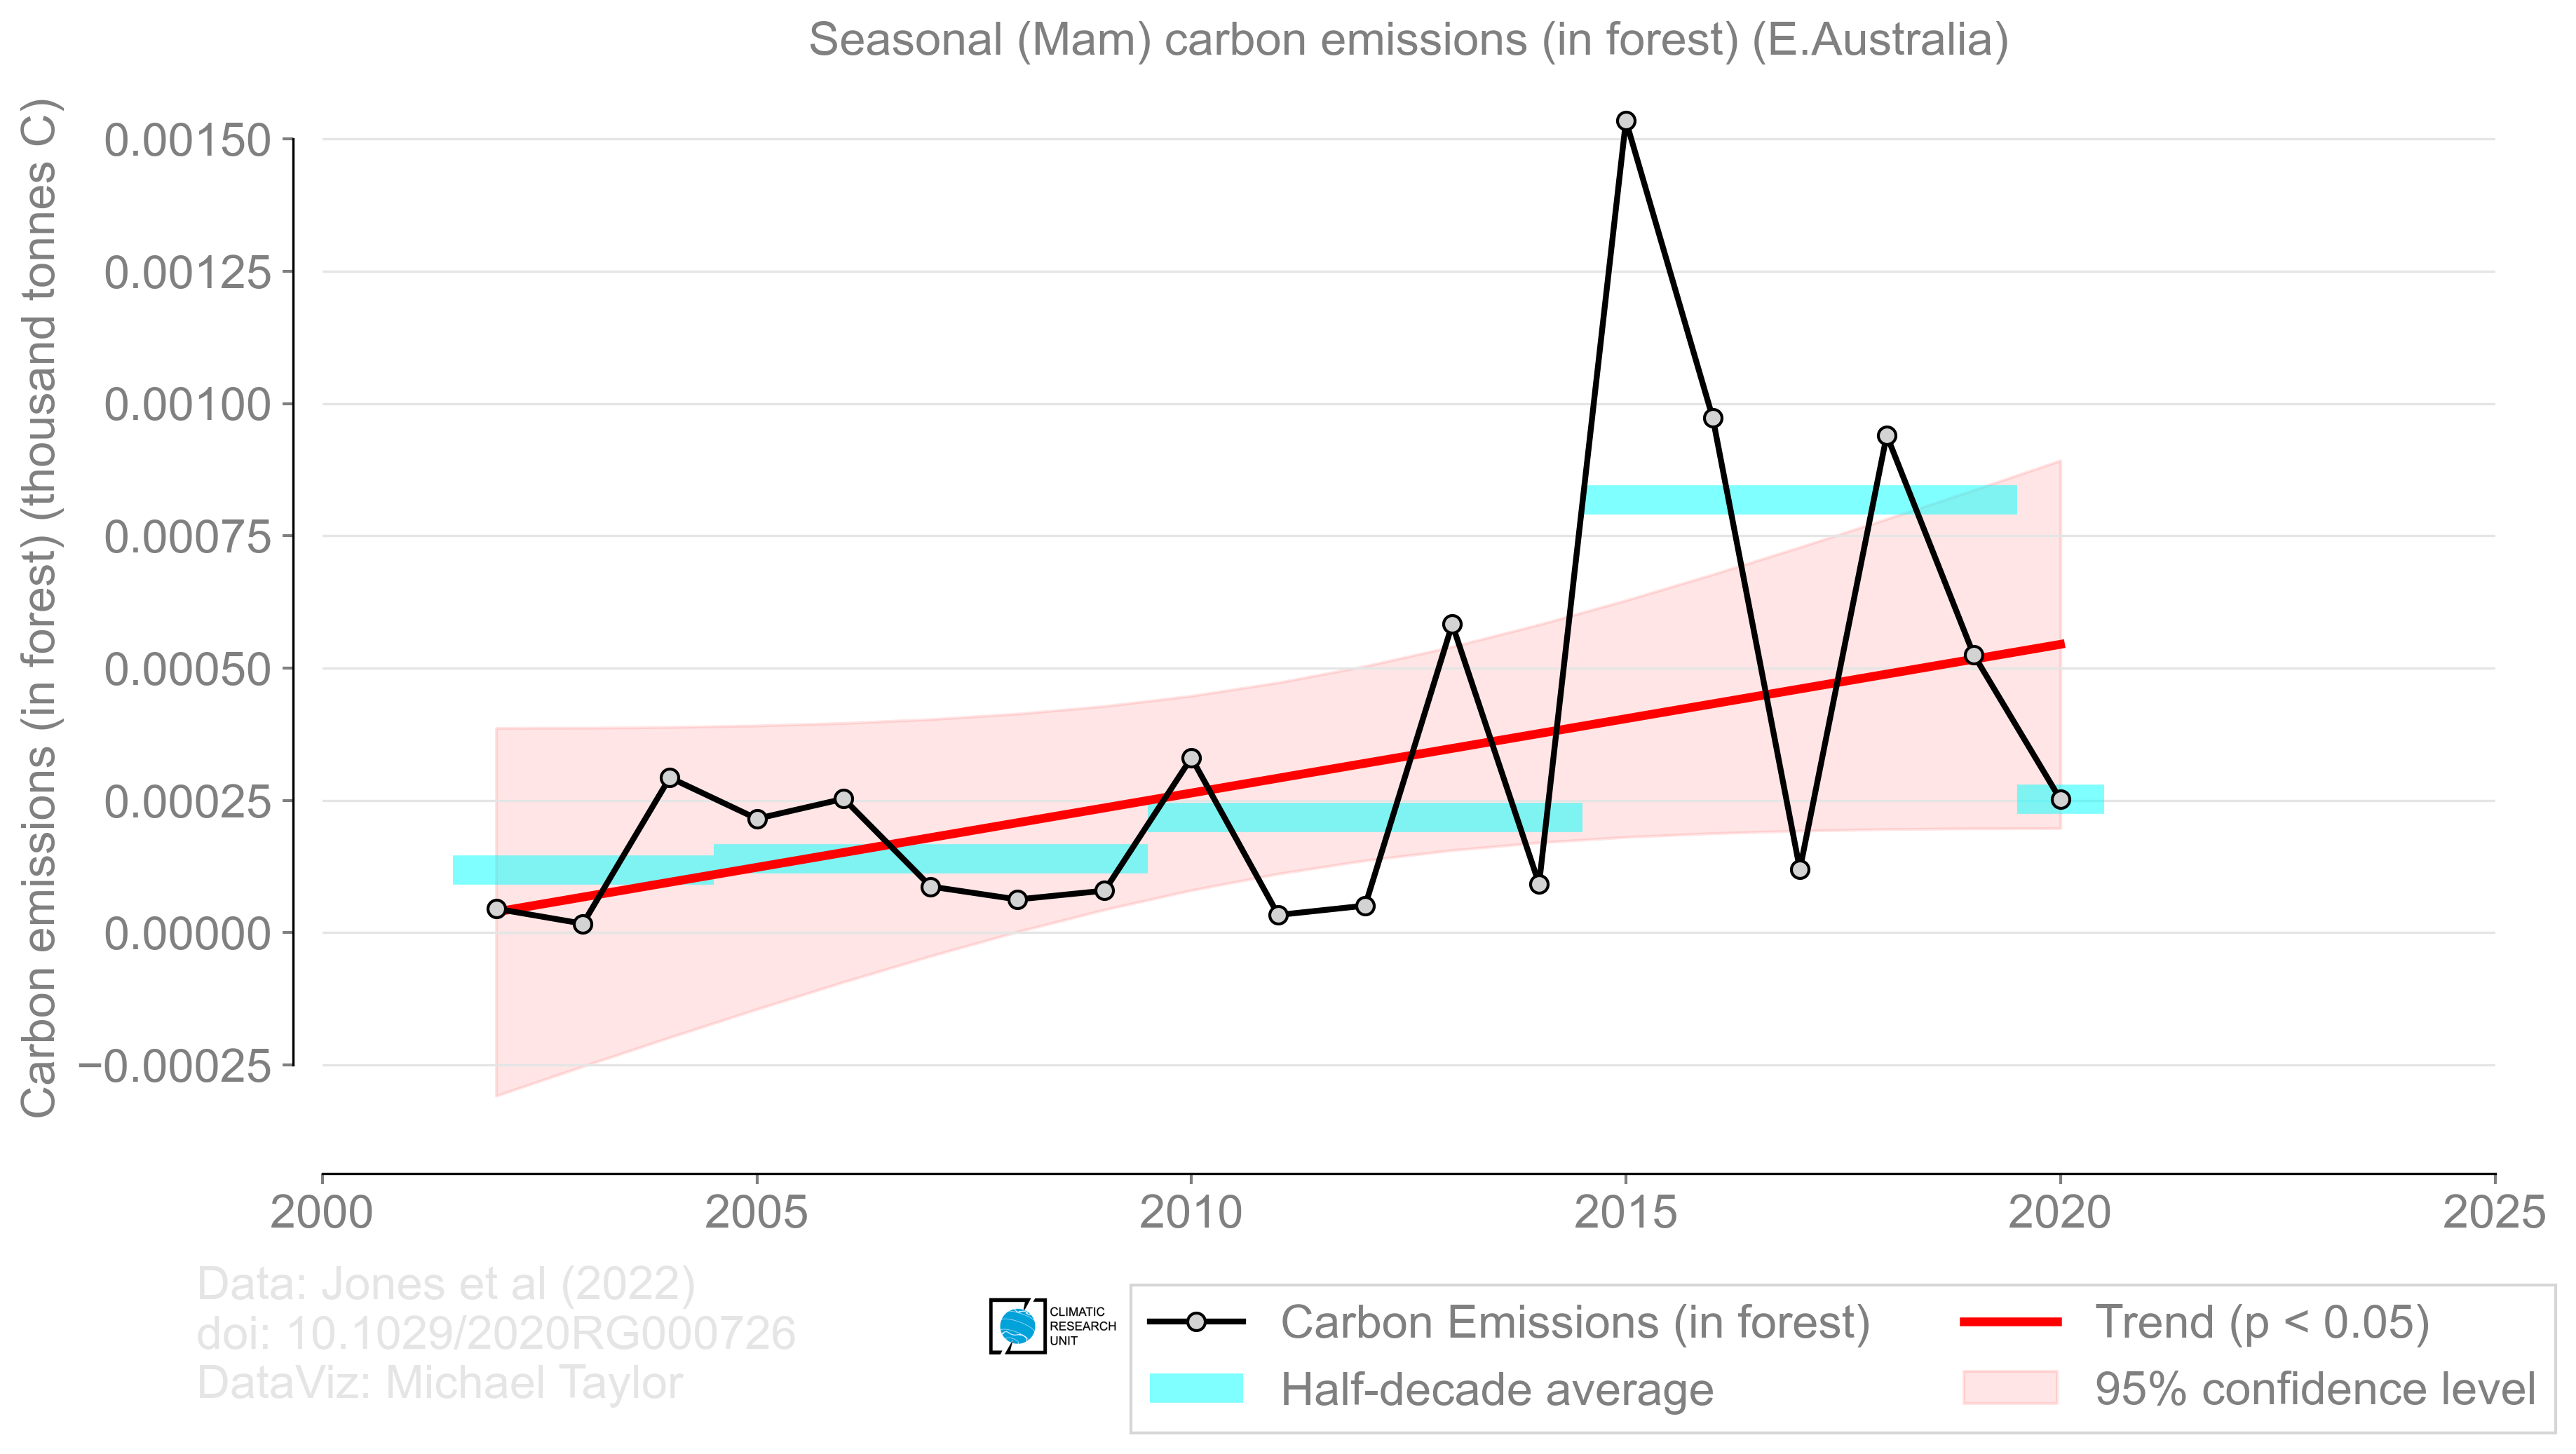 Seasonal (Mam) carbon emissions (in forest) (E.Australia)
Carbon emissions (in forest) (thousand tonnes C)
0.00150
0.00125
0.00100
0.00075
0.00050
0.00025
0.00000
−0.00025
2000 2005 2010 2015 2020 2025
Data: Jones et al (2022)
doi: 10.1029/2020RG000726
DataViz: Michael Taylor
CLIMATIC
RESEARCH
UNIT
Carbon Emissions (in forest)
Half-decade average
Trend (p < 0.05)
95% confidence level